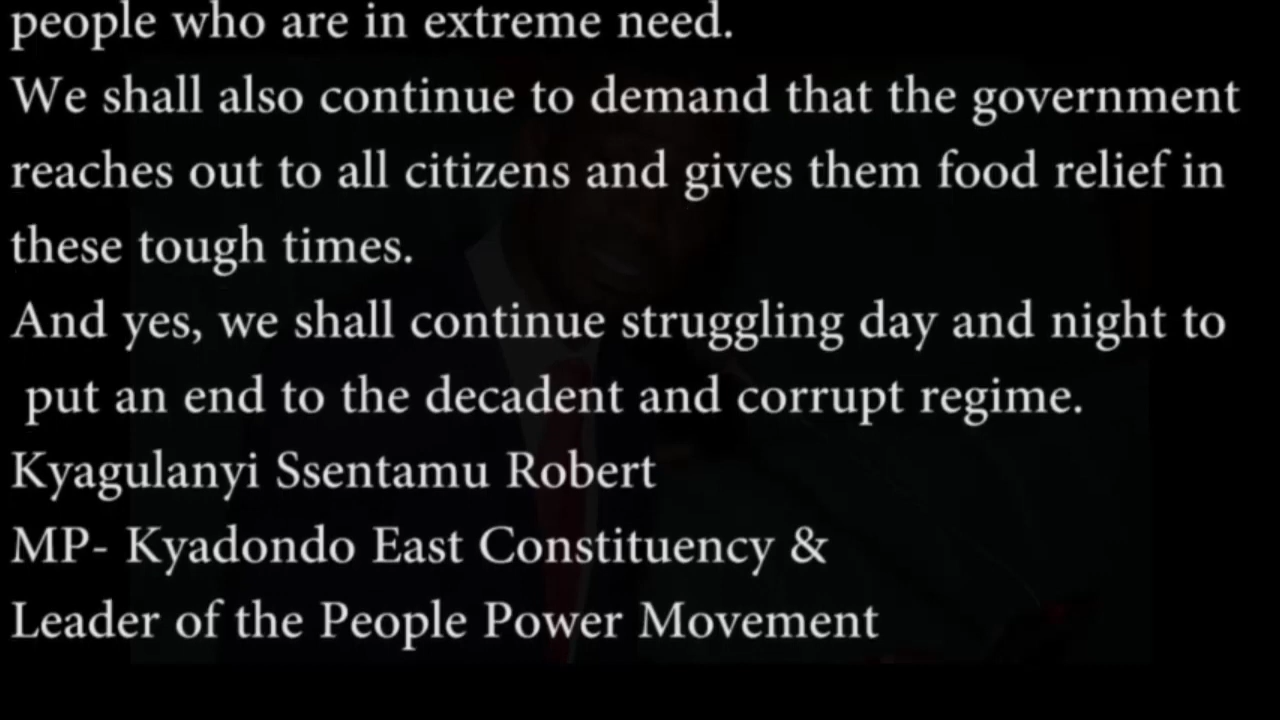 people who are in extreme need.
We shall also continue to demand that the government
reaches out to all citizens and gives them food relief in
these tough times.
And yes, we shall continue struggling day and night to
put an end to the decadent and corrupt regime.
Kyagulanyi Ssentamu Robert
MP- Kyadondo East Constituency &
Leader of the People Power Movement